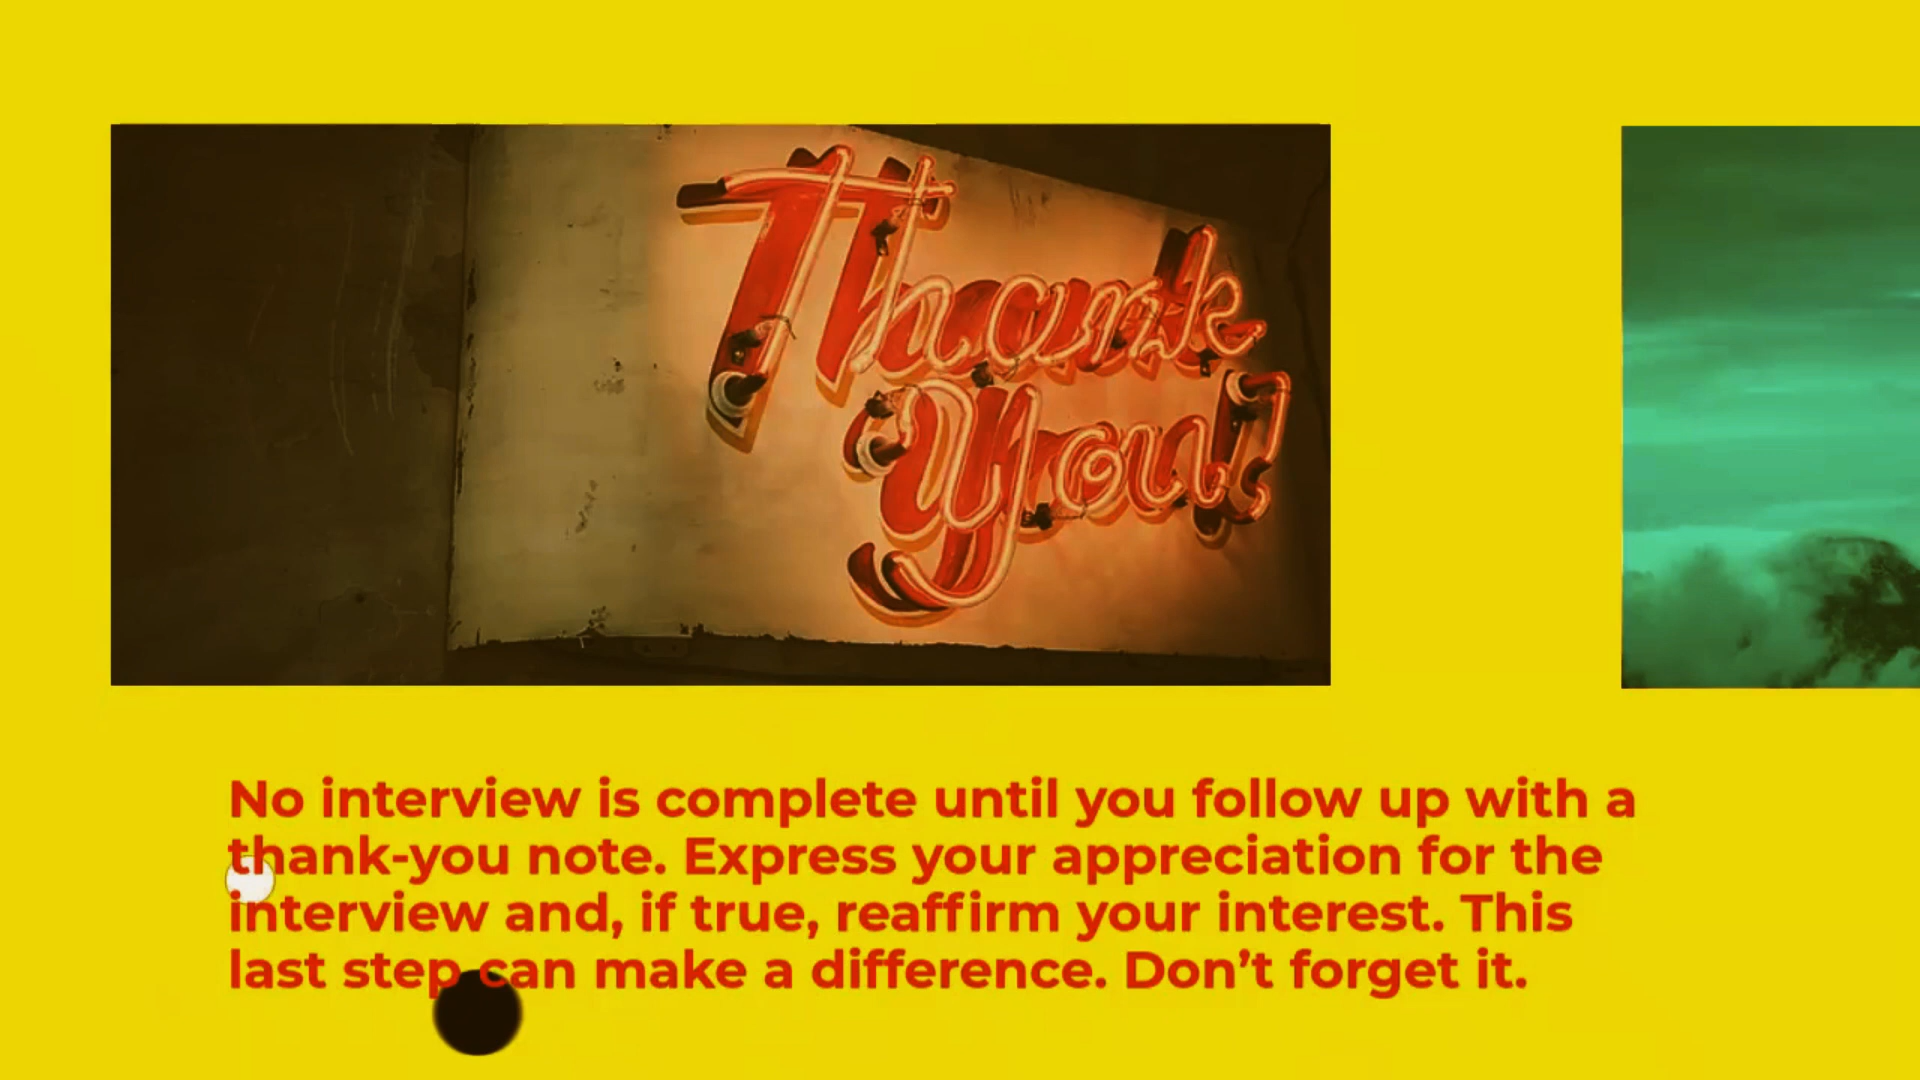 Thank
You!
No interview is complete until you follow up with a
thank-you note. Express your appreciation for the
interview and, if true, reaffirm your interest. This
last step can make a difference. Don’t forget it.